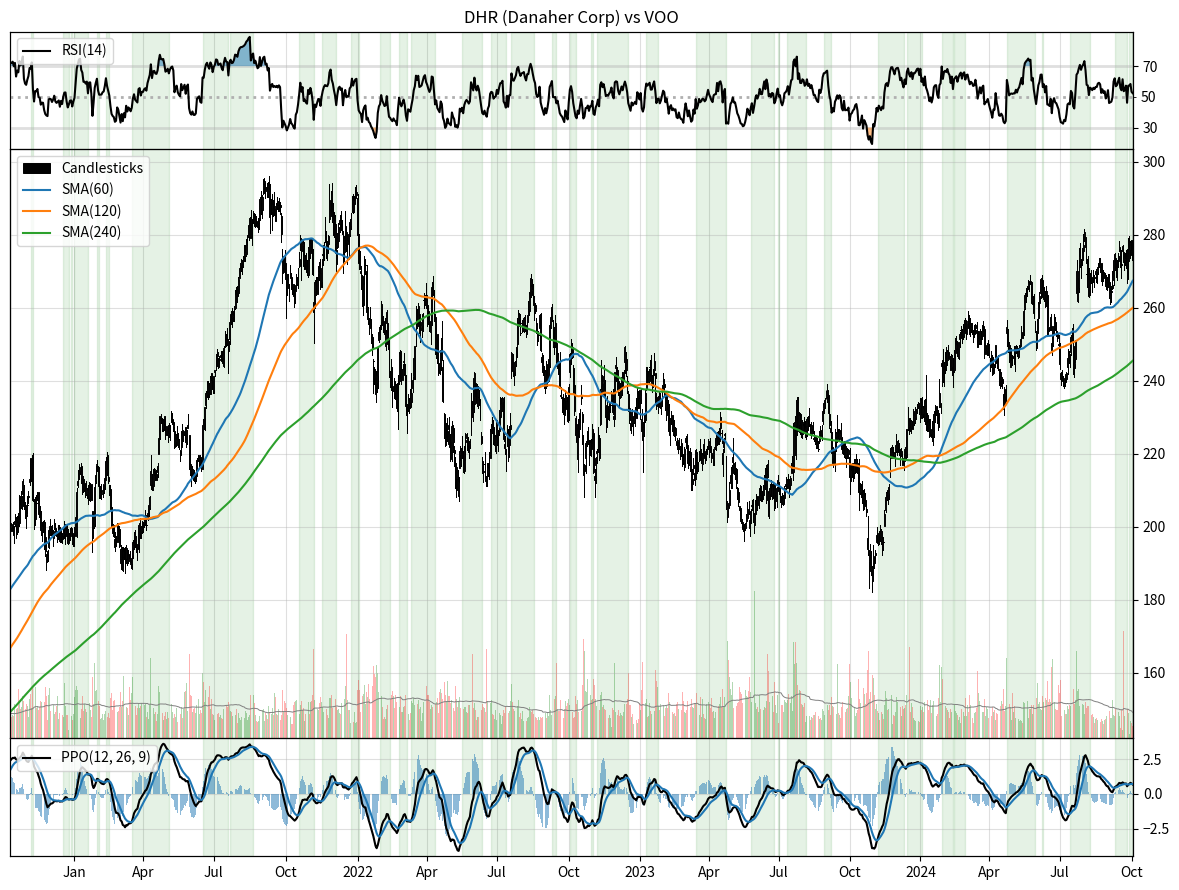 DHR (Danaher Corp) vs VOO
RSI(14)
70
50
30
Candlesticks
SMA(60)
SMA(120)
SMA(240)
300
280
260
240
220
200
180
160
PPO(12, 26, 9)
2.5
0.0
−2.5
Jan Apr Jul Oct 2022 Apr Jul Oct 2023 Apr Jul Oct 2024 Apr Jul Oct